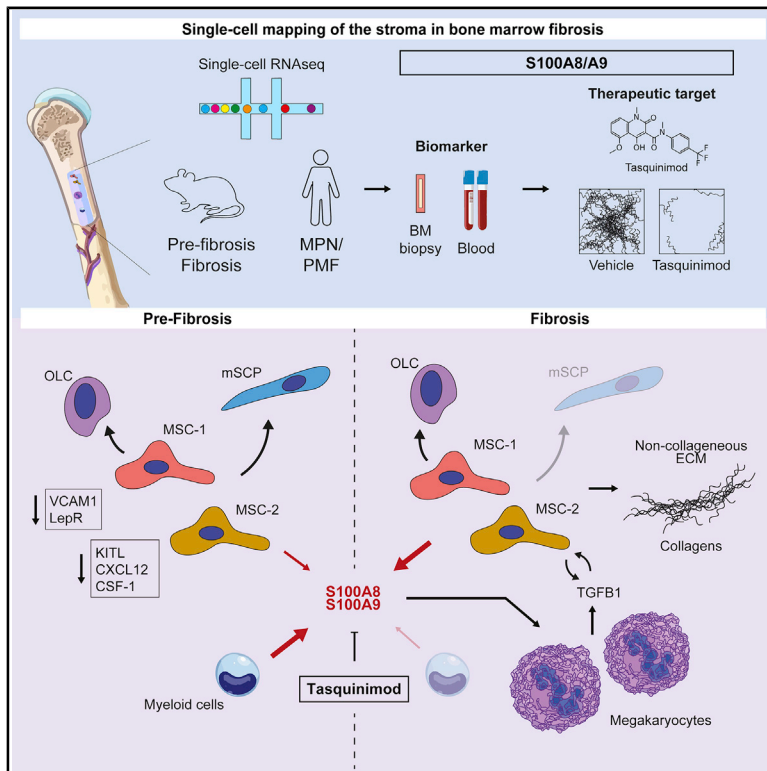 Single-cell mapping of the stroma in bone marrow fibrosis
Single-cell RNAseq
Pre-fibrosis
Fibrosis
MPN/
PMF
S100A8/A9
Biomarker
BM
biopsy
Blood
Therapeutic target
O
N
O
N
O
OH
F
F
F
Tasquinimod
Vehicle
Tasquinimod
Pre-Fibrosis
OLC
mSCP
MSC-1
MSC-2
VCAM1
LepR
KITL
CXCL12
CSF-1
Myeloid cells
S100A8
S100A9
Tasquinimod
Fibrosis
OLC
mSCP
MSC-1
MSC-2
Non-collageneous
ECM
Collagens
TGFB1
Megakaryocytes